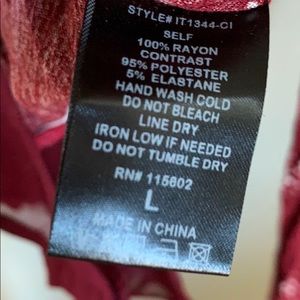 STYLE# IT1344-CI
SELF
100% RAYON
CONTRAST
95% POLYESTER
5% ELASTANE
HAND WASH COLD
DO NOT BLEACH
LINE DRY
IRON LOW IF NEEDED
DO NOT TUMBLE DRY
RN# 115802
L
MADE IN CHINA